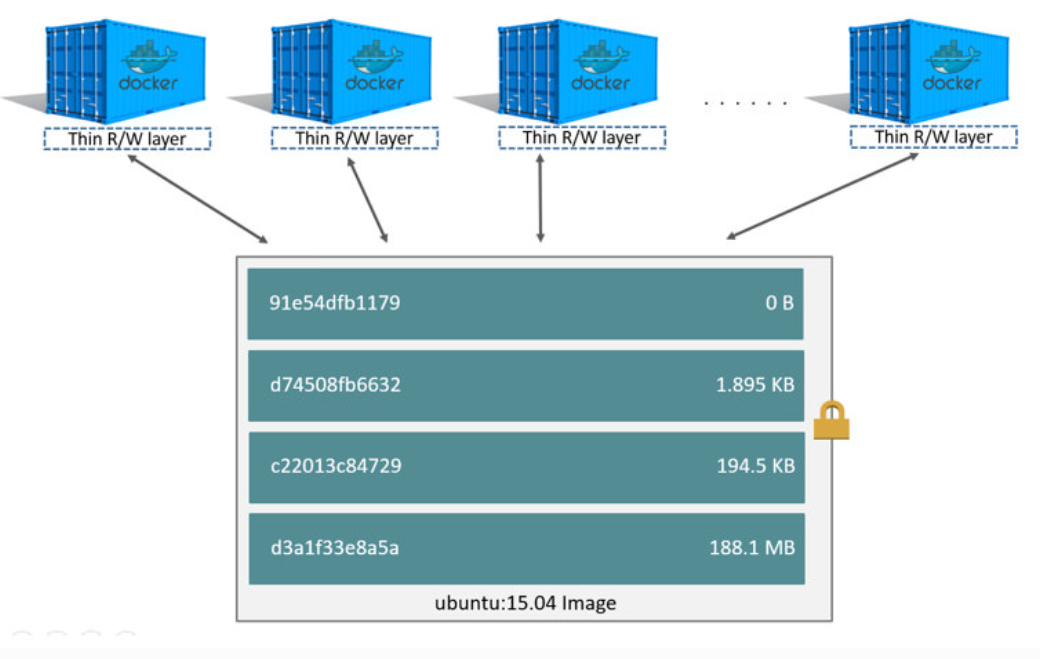 docker
docker
docker
docker
. . . . . .
Thin R/W layer
Thin R/W layer
Thin R/W layer
Thin R/W layer
91e54dfb1179 0 B
d74508fb6632 1.895 KB
c22013c84729 194.5 KB
d3a1f33e8a5a 188.1 MB
ubuntu:15.04 Image